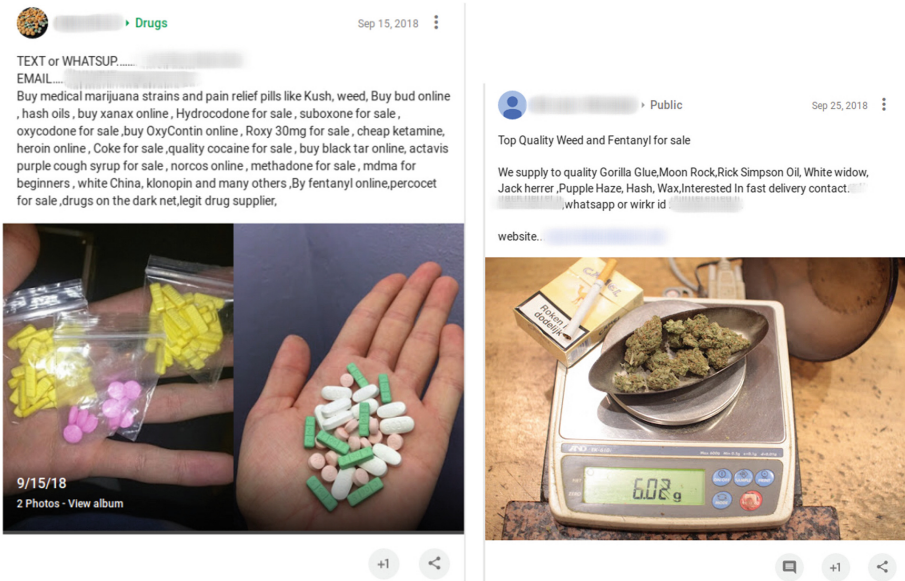 Drugs
Sep 15, 2018
TEXT or WHATSUP.......
EMAIL....
Buy medical marijuana strains and pain relief pills like Kush, weed, Buy bud online
, hash oils , buy xanax online , Hydrocodone for sale , suboxone for sale ,
oxycodone for sale ,buy OxyContin online , Roxy 30mg for sale , cheap ketamine,
heroin online , Coke for sale ,quality cocaine for sale , buy black tar online, actavis
purple cough syrup for sale , norcos online , methadone for sale , mdma for
beginners , white China, klonopin and many others ,By fentanyl online,percocet
for sale ,drugs on the dark net,legit drug supplier,
9/15/18
2 Photos - View album
+1
Public
Sep 25, 2018
Top Quality Weed and Fentanyl for sale
We supply to quality Gorilla Glue,Moon Rock,Rick Simpson Oil, White widow,
Jack herrer ,Pupple Haze, Hash, Wax,Interested In fast delivery contact.
,whatsapp or wirkr id
website..
CAMEL
Roken is
dodelijk
AND
6.02 g
+1